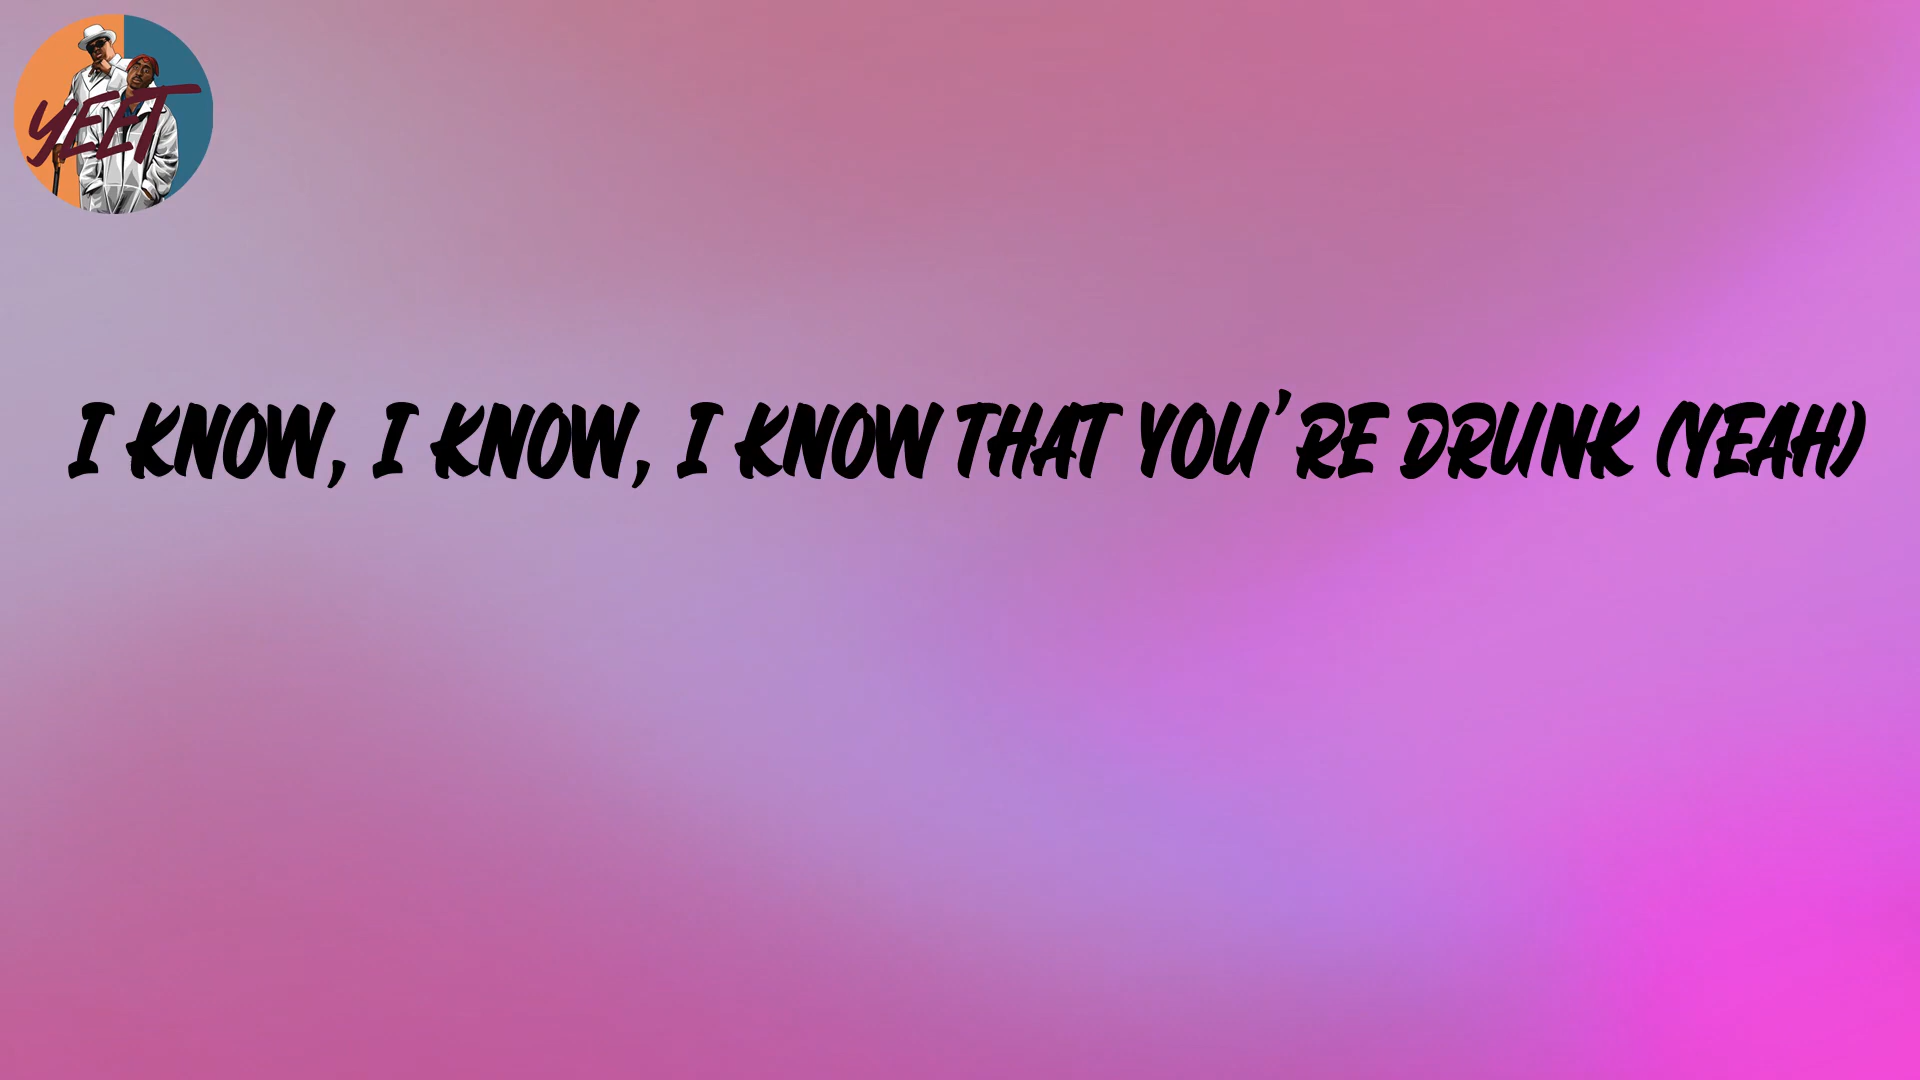 YEET
I KNOW, I KNOW, I KNOW THAT YOU'RE DRUNK (YEAH)